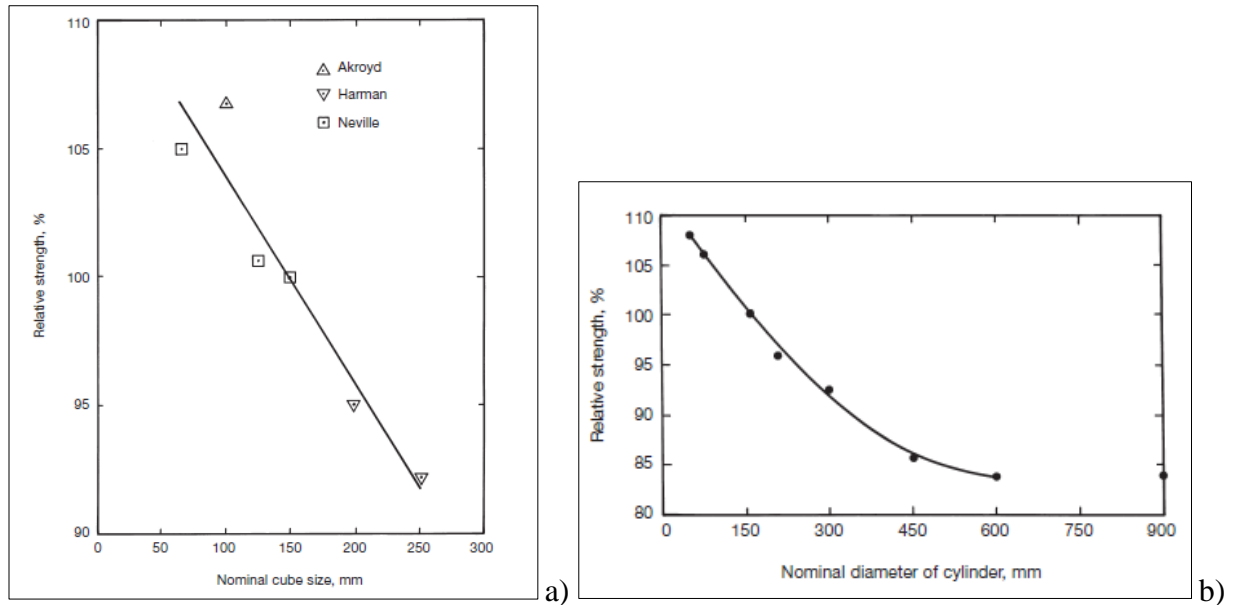 110
105
100
95
90
Relative strength, %
Akroyd
Harman
Neville
0 50 100 150 200 250 300
Nominal cube size, mm
a)
110
105
100
95
90
85
80
Relative strength, %
0 150 300 450 600 750 900
Nominal diameter of cylinder, mm
b)